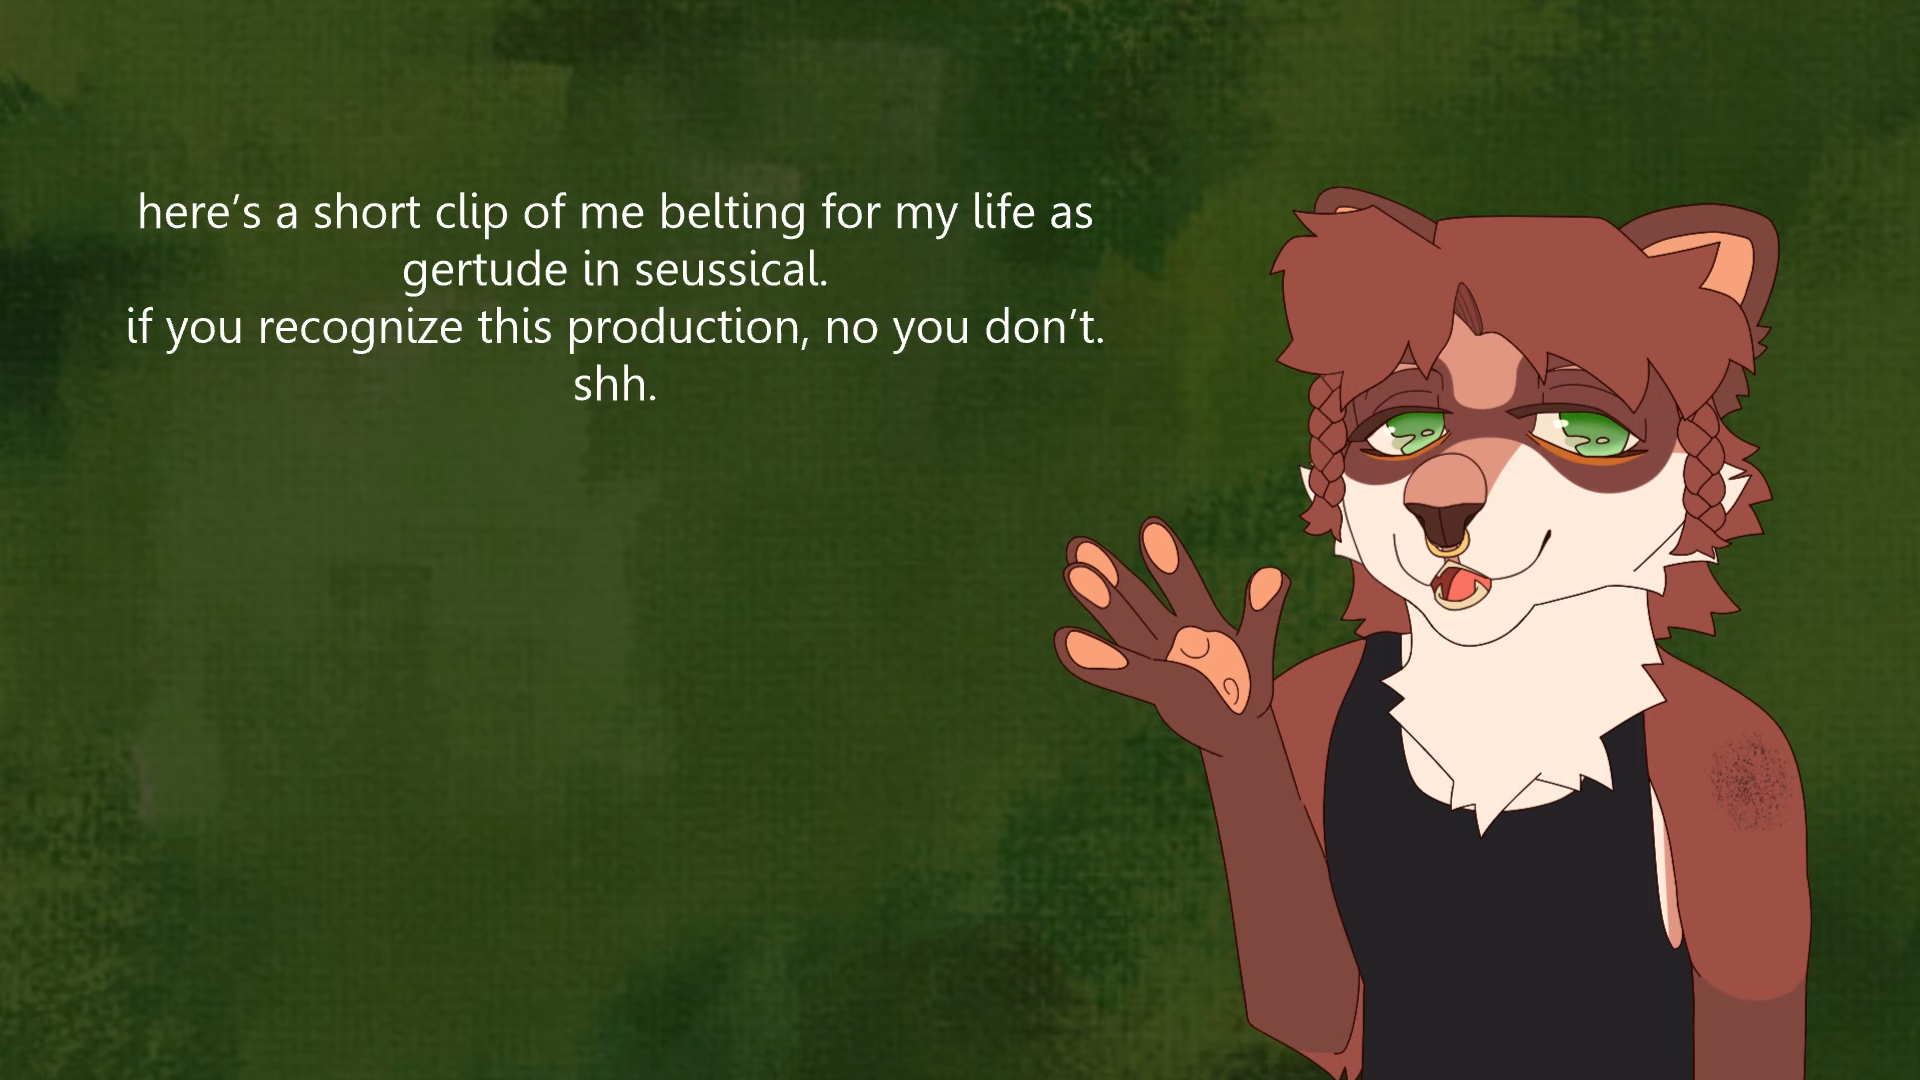 here’s a short clip of me belting for my life as
gertude in seussical.
if you recognize this production, no you don’t.
shh.